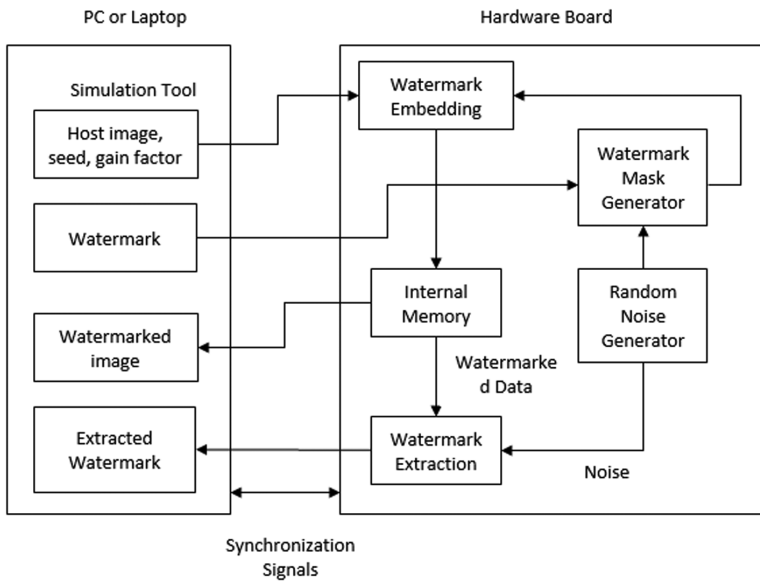 PC or Laptop
Hardware Board
Simulation Tool
Host image,
seed, gain factor
Watermark
Watermarked
image
Extracted
Watermark
Watermark
Embedding
Watermark
Mask
Generator
Internal
Memory
Random
Noise
Generator
Watermarke
d Data
Watermark
Extraction
Noise
Synchronization
Signals